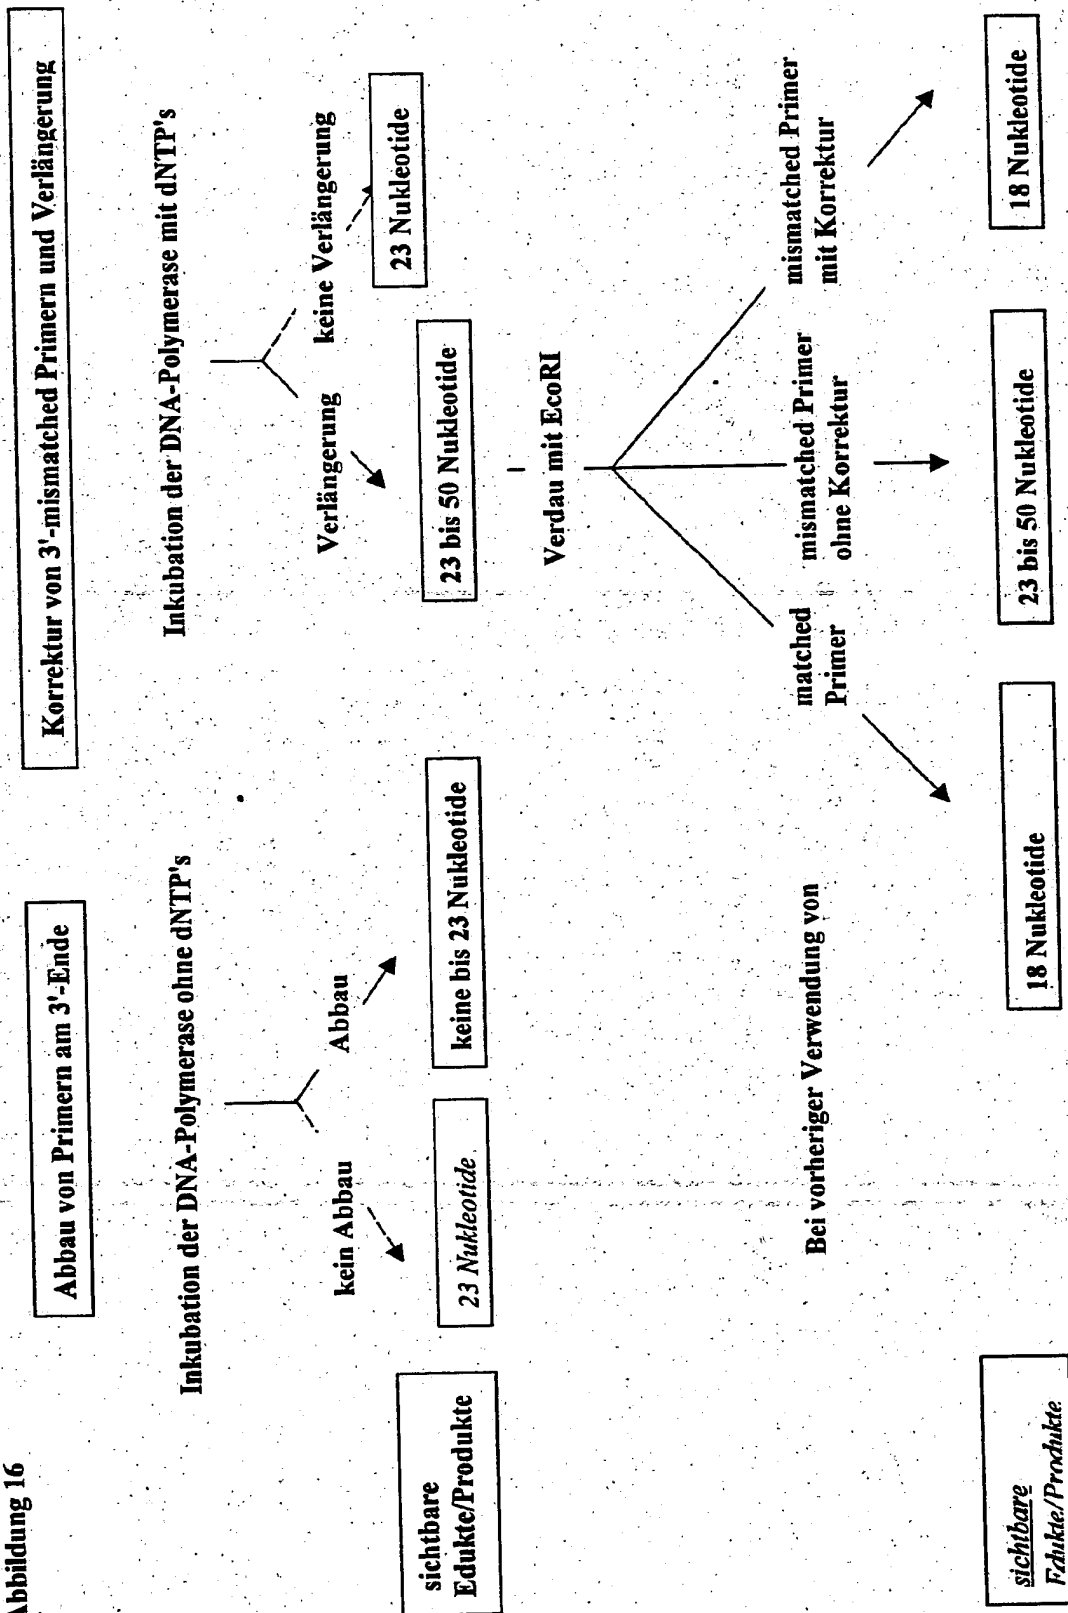 Abbildung 16
Abbau von Primern am 3'-Ende
Korrektur von 3'-mismatched Primern und Verlängerung
Inkubation der DNA-Polymerase ohne dNTP's
Inkubation der DNA-Polymerase mit dNTP's
kein Abbau
Abbau
Verlängerung
keine Verlängerung
sichtbare
Edukte/Produkte
23 Nukleotide
keine bis 23 Nukleotide
23 bis 50 Nukleotide
23 Nukleotide
Verdau mit EcoRI
Bei vorheriger Verwendung von
matched
Primer
mismatched Primer
ohne Korrektur
mismatched Primer
mit Korrektur
sichtbare
Edukte/Produkte
18 Nukleotide
23 bis 50 Nukleotide
18 Nukleotide